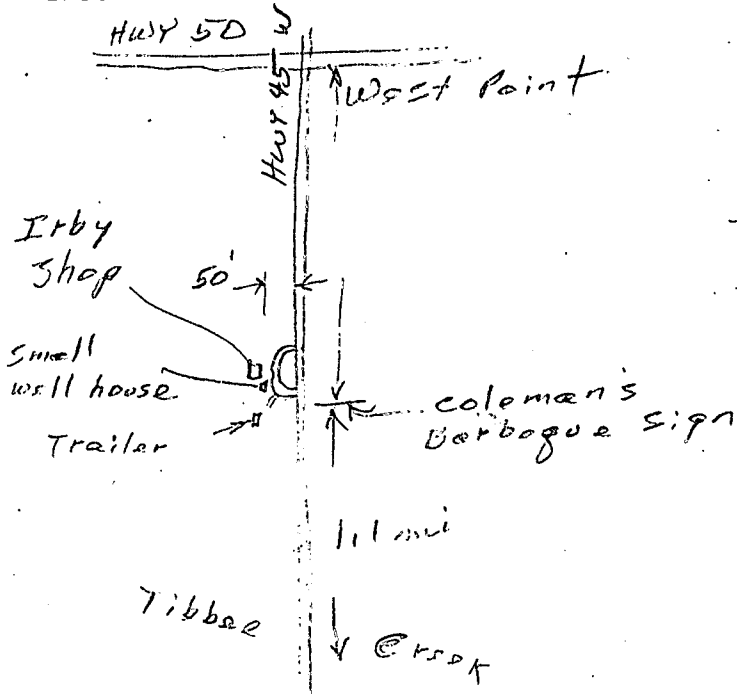 HWY 50
HWY 45 W
West Point
Irby
Shop
50'
Small
well house
Coleman's
Barbaque Sign
Trailer
1.1 mi
Tibbee
Creek